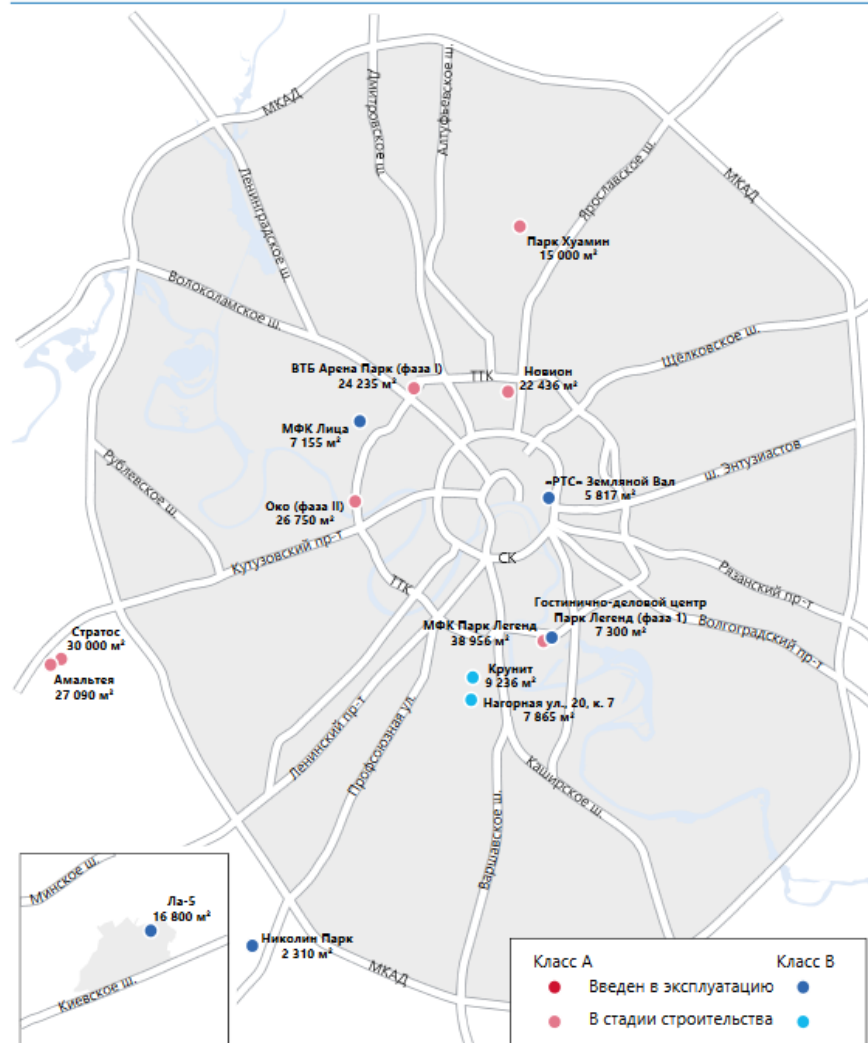 МКАД
Дмитровское ш.
Алтуфьевское ш.
Ленинградское ш.
Ярославское ш.
МКАД
Парк Хуамин
15 000 м²
Волоколамское ш.
Щёлковское ш.
ВТБ Арена Парк (фаза I)
24 235 м²
ТТК
Новион
22 436 м²
МФК Лица
7 155 м²
Рублевское ш.
ш. Энтузиастов
«РТС» Земляной Вал
5 817 м²
Око (фаза II)
26 750 м²
Кутузовский пр-т
СК
ТТК
Рязанский пр-т
Волгоградский пр-т
Гостинично-деловой центр
Парк Легенд (фаза 1)
7 300 м²
МФК Парк Легенд
38 956 м²
Стратос
30 000 м²
Амальтея
27 090 м²
Крунит
9 236 м²
Нагорная ул., 20, к. 7
7 865 м²
Ленинский пр-т
Профсоюзная ул.
Каширское ш.
Варшавское ш.
Минское ш.
Ла-5
16 800 м²
Киевское ш.
Николин Парк
2 310 м²
МКАД
Класс А
Класс В
Введен в эксплуатацию
В стадии строительства